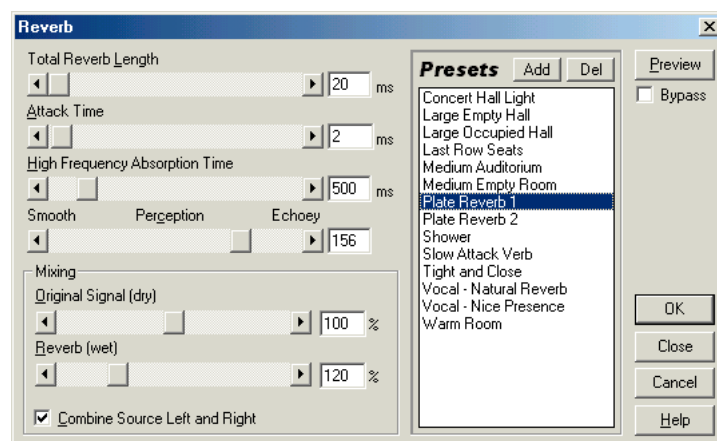 Reverb
Total Reverb Length
20 ms
Attack Time
2 ms
High Frequency Absorption Time
500 ms
Smooth Perception Echoey
156
Mixing
Original Signal (dry)
100 %
Reverb (wet)
120 %
Combine Source Left and Right
Presets Add Del
Concert Hall Light
Large Empty Hall
Large Occupied Hall
Last Row Seats
Medium Auditorium
Medium Empty Room
Plate Reverb 1
Plate Reverb 2
Shower
Slow Attack Verb
Tight and Close
Vocal - Natural Reverb
Vocal - Nice Presence
Warm Room
Preview
Bypass
OK
Close
Cancel
Help